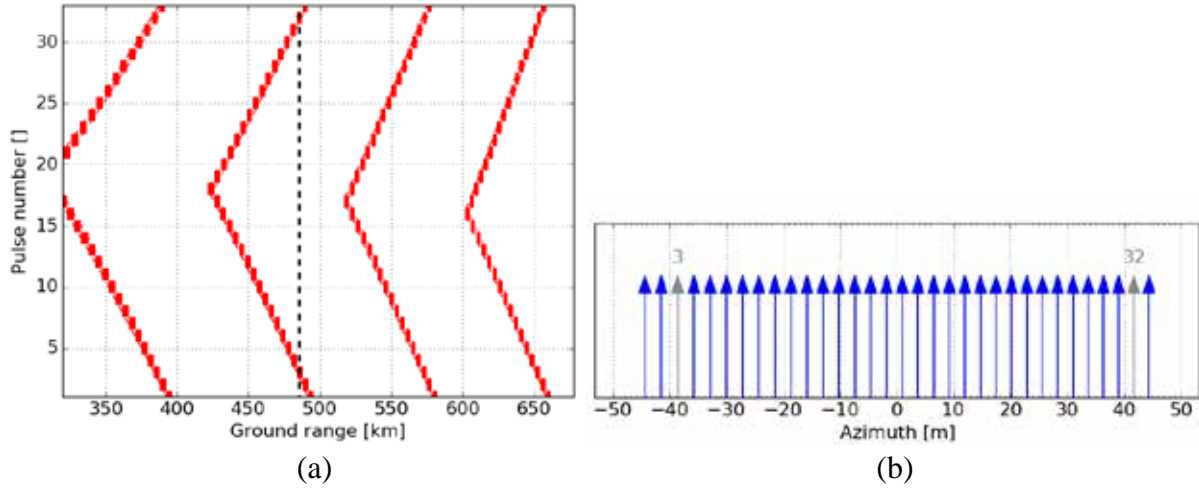 30
25
20
15
10
5
Pulse number []
350 400 450 500 550 600 650
Ground range [km]
(a)
3 32
−50 −40 −30 −20 −10 0 10 20 30 40 50
Azimuth [m]
(b)